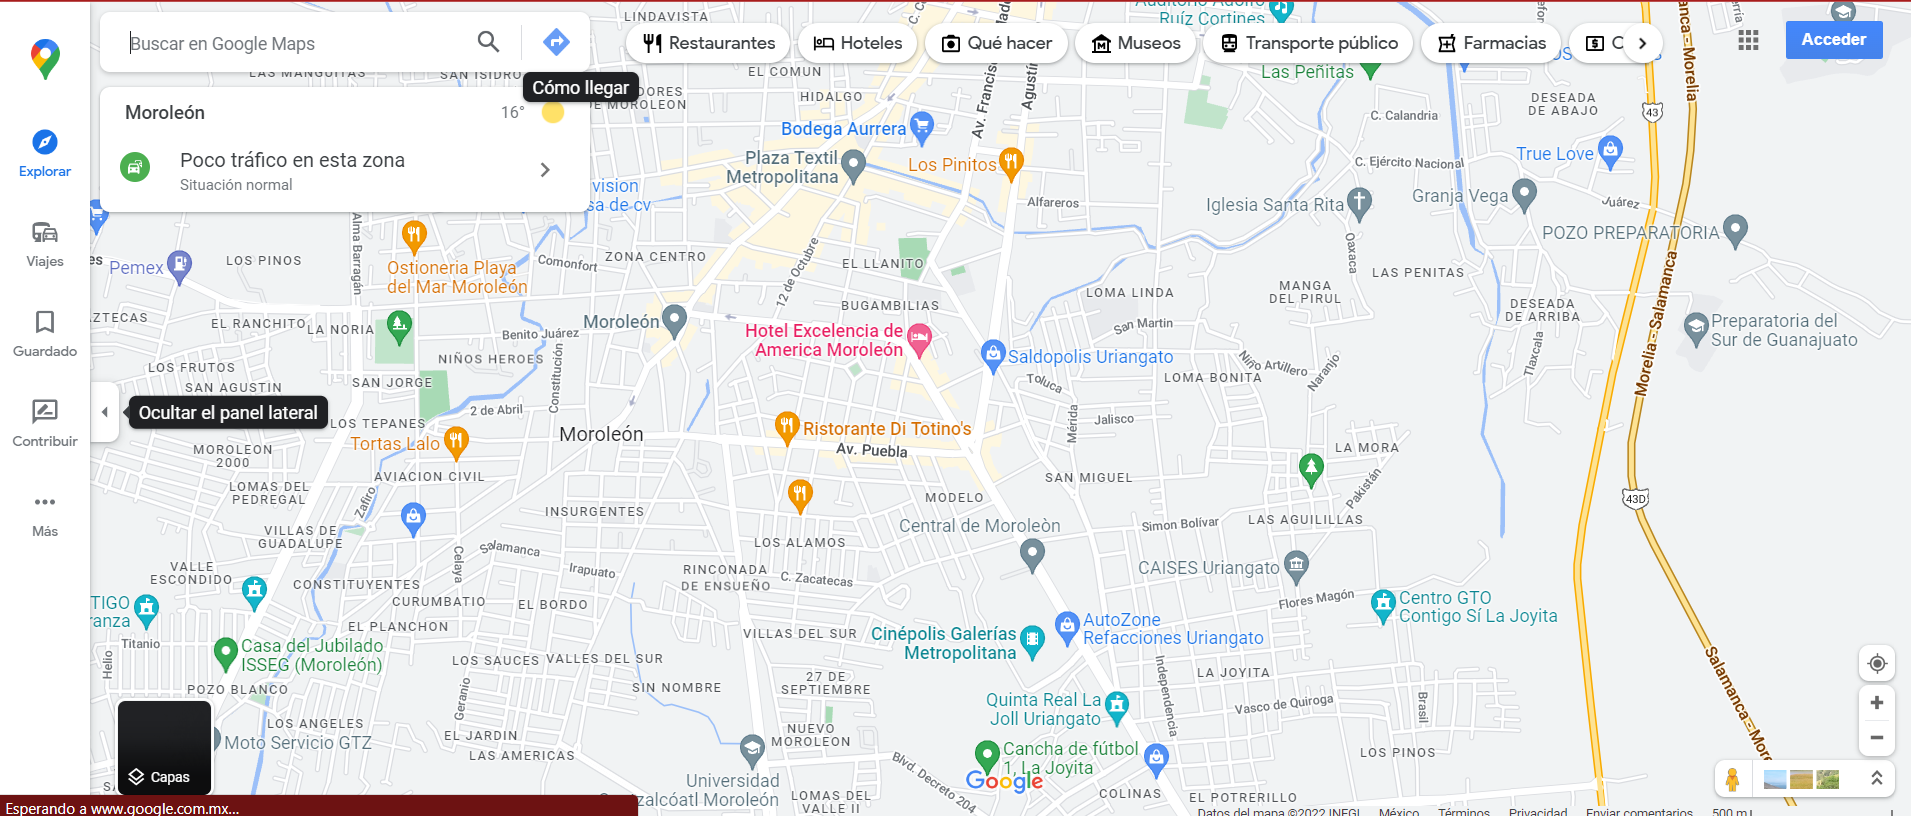 Buscar en Google Maps
Cómo llegar
Restaurantes
Hoteles
Qué hacer
Museos
Transporte público
Farmacias
Acceder
Moroleón
16°
Poco tráfico en esta zona
Situación normal
Explorar
Viajes
Guardado
Contribuir
Más
Ocultar el panel lateral
Capas
Esperando a www.google.com.mx...
LINDAVISTA
LAS MANGUITAS
SAN ISIDRO
EL COMUN
HIDALGO
DE MOROLEON
Av. Francisc
Agustín
Ruíz Cortines
Las Peñitas
DESEADA
DE ABAJO
43
C. Calandria
C. Ejército Nacional
True Love
Bodega Aurrera
Plaza Textil
Metropolitana
Los Pinitos
Alfareros
Iglesia Santa Rita
Granja Vega
Juárez
POZO PREPARATORIA
Oaxaca
LAS PENITAS
Morelia-Salamanca
vision
sa de cv
Alma Barragán
Pemex
LOS PINOS
Ostioneria Playa
del Mar Moroleón
Comonfort
ZONA CENTRO
12 de Octubre
EL LLANITO
BUGAMBILIAS
LOMA LINDA
MANGA
DEL PIRUL
DESEADA
DE ARRIBA
AZTECAS
EL RANCHITO
LA NORIA
Benito Juárez
Moroleón
Hotel Excelencia de
America Moroleón
San Martin
Saldopolis Uriangato
Preparatoria del
Sur de Guanajuato
Tlaxcala
NIÑOS HEROES
Constitución
LOS FRUTOS
SAN AGUSTIN
SAN JORGE
Toluca
Niño Artillero
Naranjo
LOMA BONITA
2 de Abril
LOS TEPANES
Tortas Lalo
Moroleón
Ristorante Di Totino's
Av. Puebla
Mérida
Jalisco
LA MORA
Morelia-Salamanca
MOROLEON
2000
LOMAS DEL
PEDREGAL
AVIACION CIVIL
SAN MIGUEL
Pakistán
43D
Zafiro
INSURGENTES
MODELO
Central de Moroleòn
Simon Bolívar
LAS AGUILILLAS
VILLAS DE
GUADALUPE
LOS ALAMOS
VALLE
ESCONDIDO
CONSTITUYENTES
Celaya
Salamanca
Irapuato
RINCONADA
DE ENSUEÑO
C. Zacatecas
CAISES Uriangato
Flores Magón
Centro GTO
Contigo Sí La Joyita
TIGO
ranza
Titanio
CURUMBATIO
EL BORDO
EL PLANCHON
VILLAS DEL SUR
Cinépolis Galerías
Metropolitana
AutoZone
Refacciones Uriangato
Helio
Casa del Jubilado
ISSEG (Moroleón)
LOS SAUCES
VALLES DEL SUR
SIN NOMBRE
27 DE
SEPTIEMBRE
Independencia
LA JOYITA
POZO BLANCO
Geranio
Quinta Real La
Joll Uriangato
Vasco de Quiroga
Brasil
LOS ANGELES
Moto Servicio GTZ
EL JARDIN
LAS AMERICAS
NUEVO
MOROLEON
Cancha de fútbol
1, La Joyita
LOS PINOS
Universidad
zalcóatl Moroleón
LOMAS DEL
VALLE II
Blvd. Decreto 204
Google
COLINAS
EL POTRERILLO
Datos del mapa ©2022 INEGI
México
Términos
Privacidad
Enviar comentarios
500 m